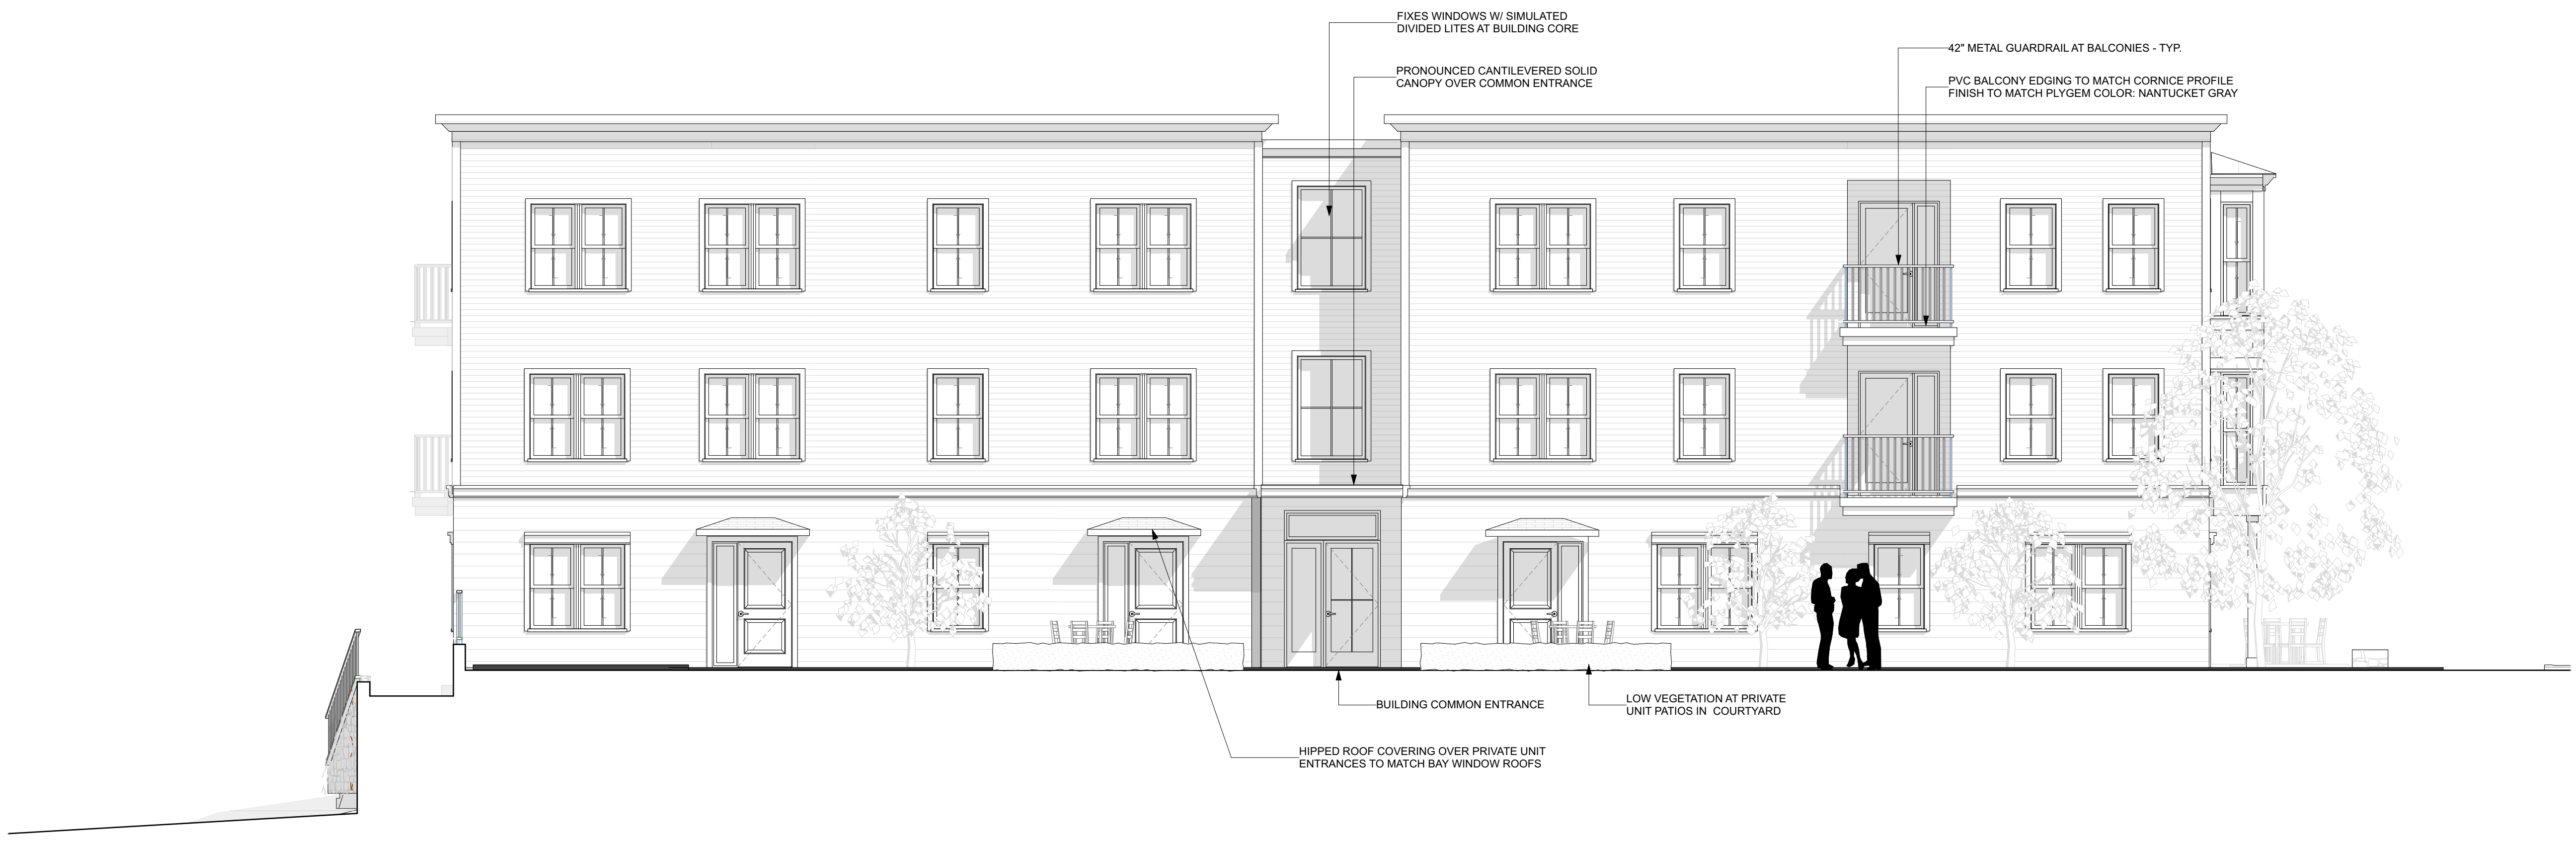 FIXES WINDOWS W/ SIMULATED
DIVIDED LITES AT BUILDING CORE
42" METAL GUARDRAIL AT BALCONIES - TYP.
PRONOUNCED CANTILEVERED SOLID
CANOPY OVER COMMON ENTRANCE
PVC BALCONY EDGING TO MATCH CORNICE PROFILE
FINISH TO MATCH PLYGEM COLOR: NANTUCKET GRAY
BUILDING COMMON ENTRANCE
LOW VEGETATION AT PRIVATE
UNIT PATIOS IN COURTYARD
HIPPED ROOF COVERING OVER PRIVATE UNIT
ENTRANCES TO MATCH BAY WINDOW ROOFS